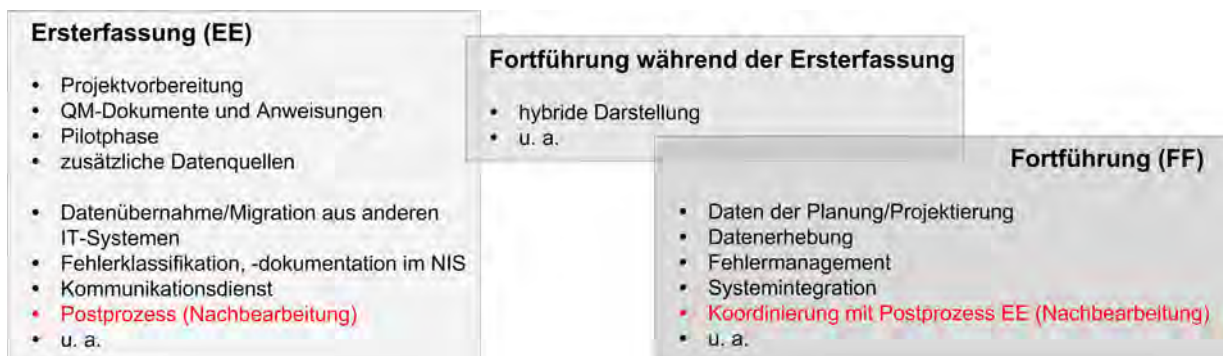 Ersterfassung (EE)
• Projektvorbereitung
• QM-Dokumente und Anweisungen
• Pilotphase
• zusätzliche Datenquellen
• Datenübernahme/Migration aus anderen
IT-Systemen
• Fehlerklassifikation, -dokumentation im NIS
• Kommunikationsdienst
• Postprozess (Nachbearbeitung)
• u. a.
Fortführung während der Ersterfassung
• hybride Darstellung
• u. a.
Fortführung (FF)
• Daten der Planung/Projektierung
• Datenerhebung
• Fehlermanagement
• Systemintegration
• Koordinierung mit Postprozess EE (Nachbearbeitung)
• u. a.